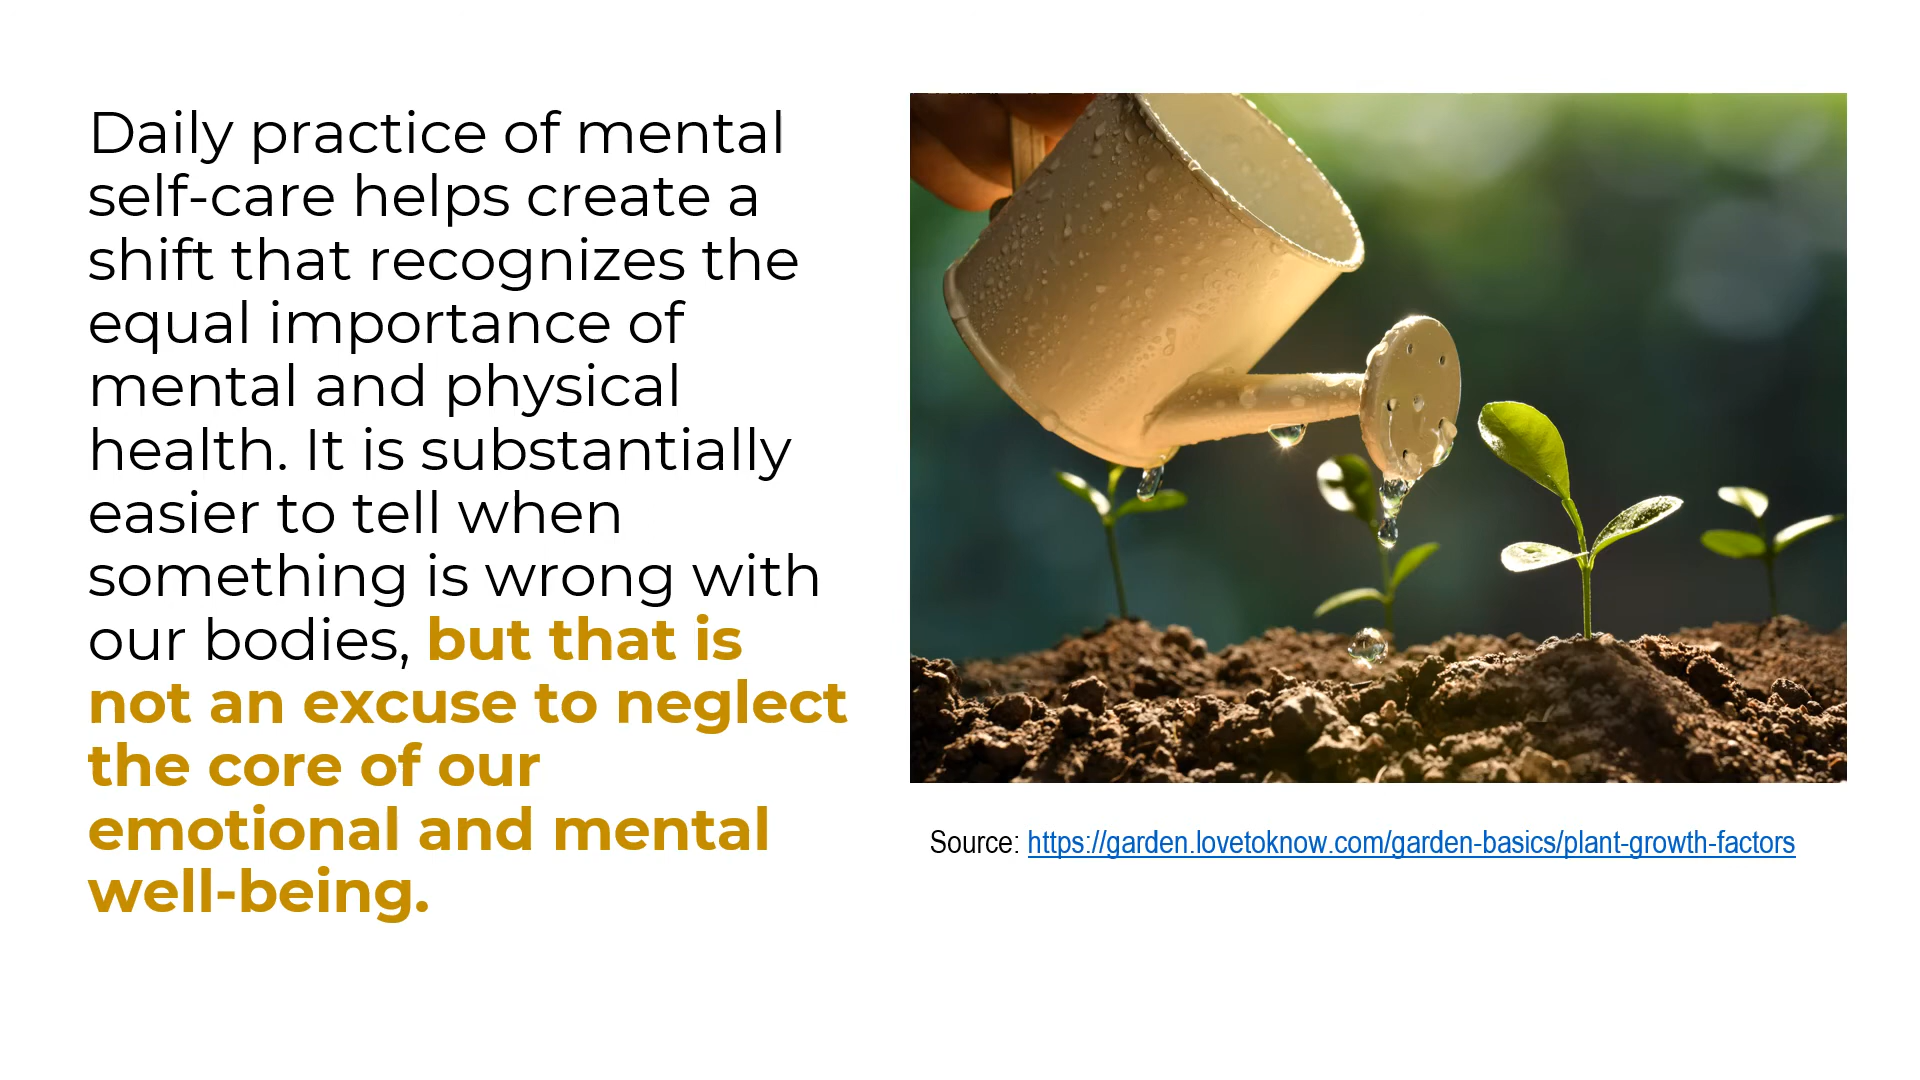 Daily practice of mental
self-care helps create a
shift that recognizes the
equal importance of
mental and physical
health. It is substantially
easier to tell when
something is wrong with
our bodies, but that is
not an excuse to neglect
the core of our
emotional and mental
well-being.
Source: https://garden.lovetoknow.com/garden-basics/plant-growth-factors